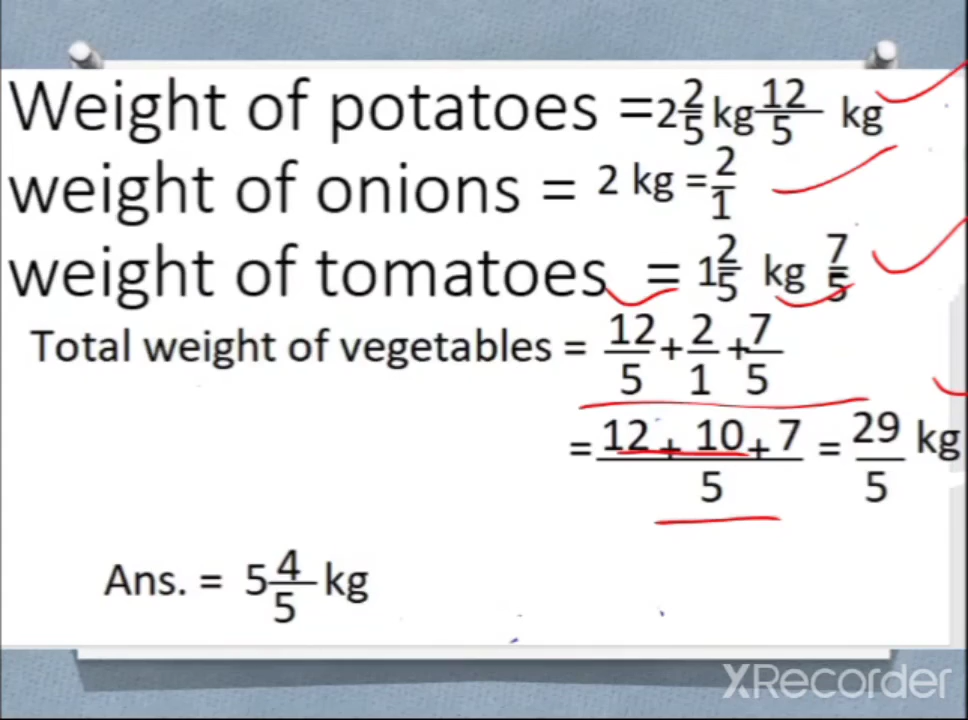 Weight of potatoes =2 2/5 kg 12/5 kg
weight of onions = 2 kg = 2/1
weight of tomatoes = 1 2/5 kg 7/5
Total weight of vegetables = 12/5 + 2/1 + 7/5
= 12 + 10 + 7 / 5 = 29/5 kg
Ans. = 5 4/5 kg
XRecorder